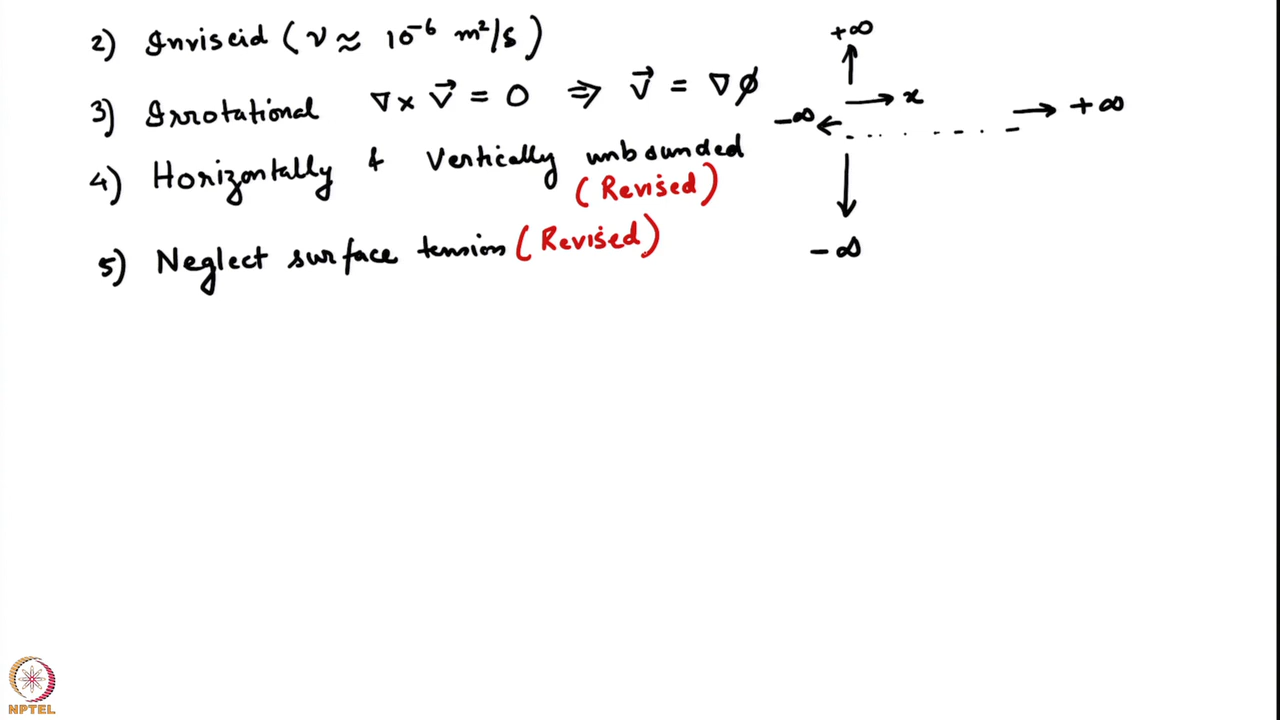 2) Inviscid ( ν ≈ 10⁻⁶ m²/s )
3) Irrotational ∇ × V⃗ = 0 ⇒ V⃗ = ∇ϕ
4) Horizontally & Vertically unbounded
(Revised)
5) Neglect surface tension (Revised)
+∞
x
-∞
+∞
-∞
NPTEL